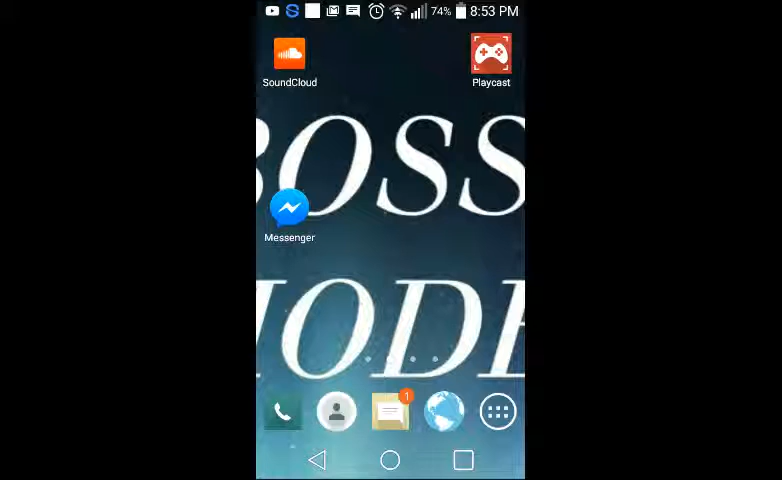 74% 8:53 PM
SoundCloud
Playcast
BOSS
Messenger
MODE
1